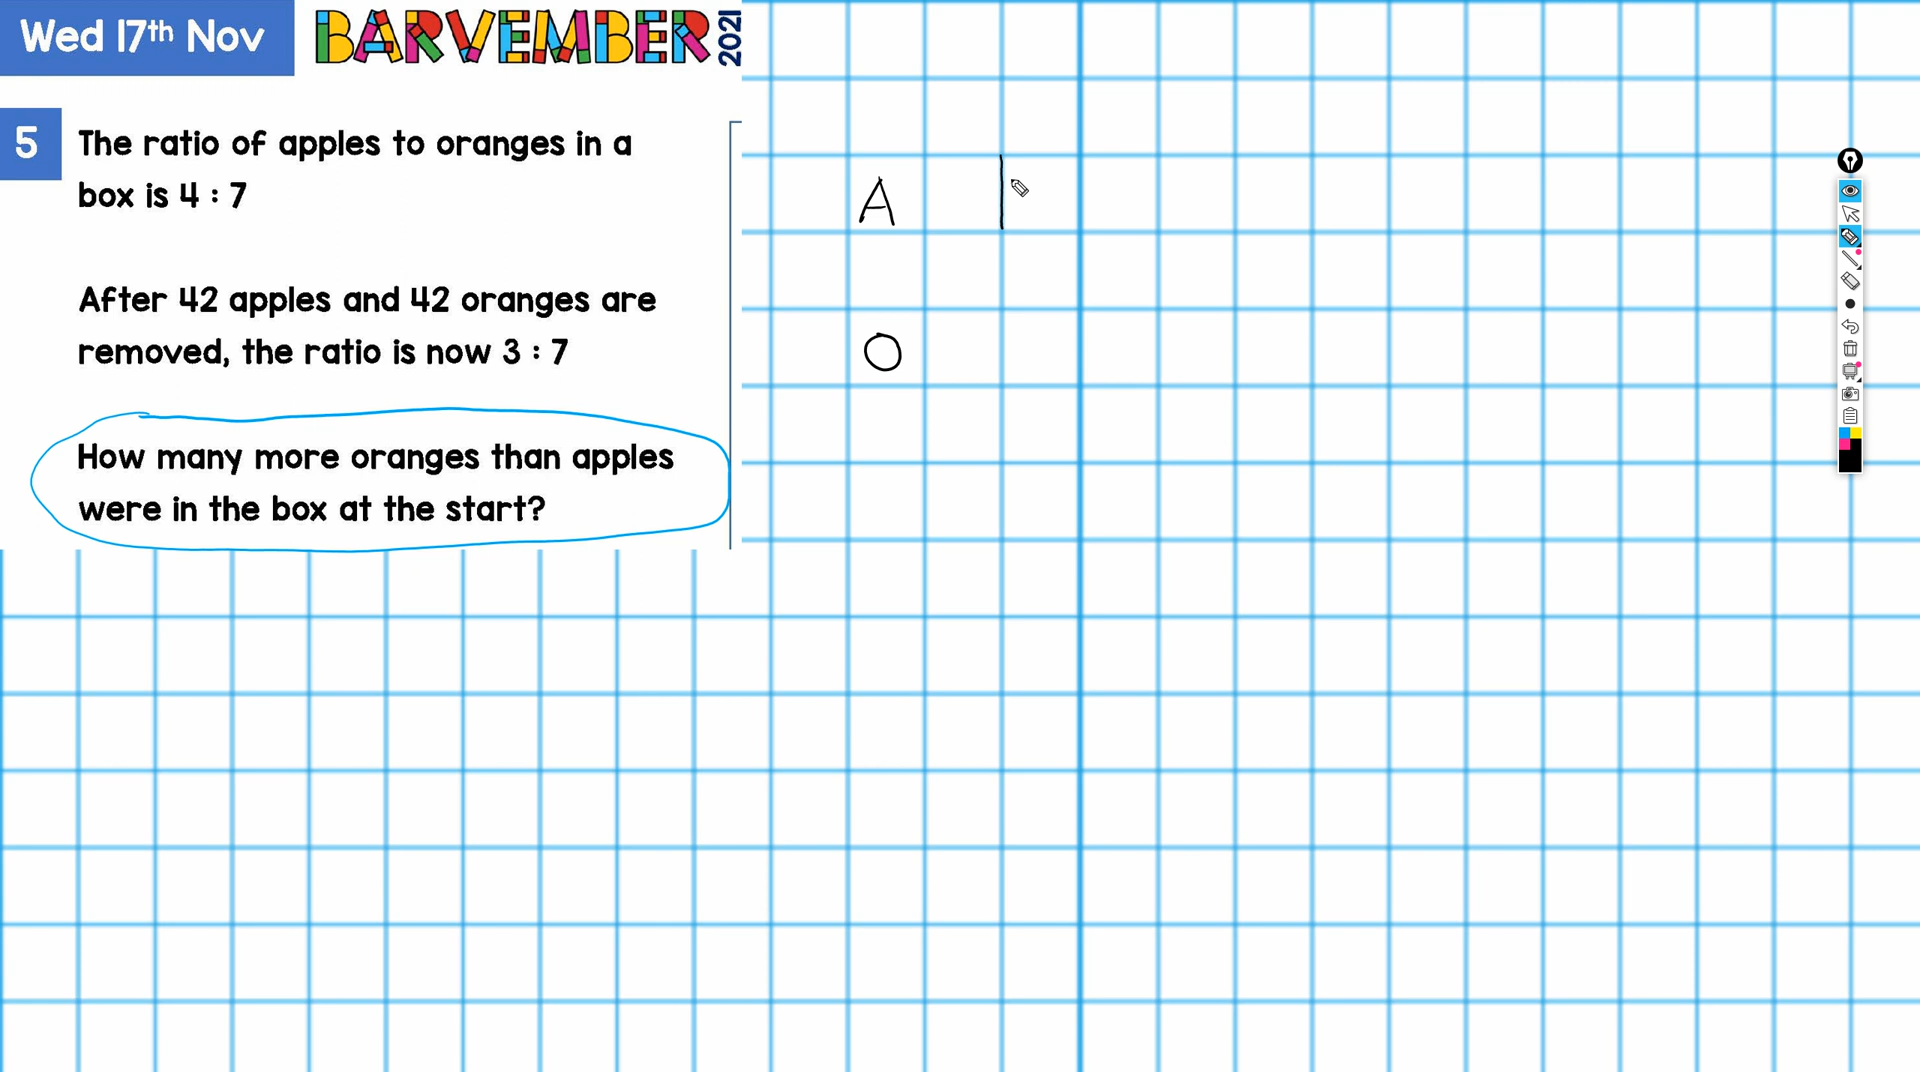 Wed 17th Nov
BARVEMBER 2021
5
The ratio of apples to oranges in a
box is 4 : 7
After 42 apples and 42 oranges are
removed, the ratio is now 3 : 7
How many more oranges than apples
were in the box at the start?
A
O